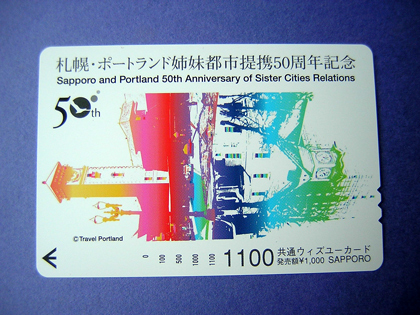 札幌・ポートランド姉妹都市提携50周年記念
Sapporo and Portland 50th Anniversary of Sister Cities Relations
50th
©Travel Portland
0 100 500 1000 1100
1100 共通ウィズユーカード
発売額¥1,000 SAPPORO